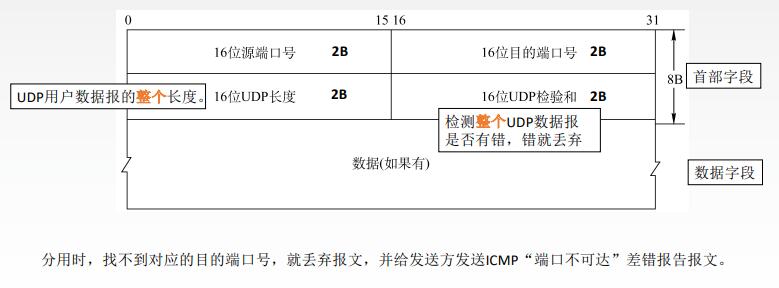 0 15 16 31
16位源端口号 2B 16位目的端口号 2B
8B 首部字段
UDP用户数据报的整个长度。 16位UDP长度 2B 16位UDP检验和 2B
检测整个UDP数据报
是否有错，错就丢弃
数据(如果有)
数据字段
分用时，找不到对应的目的端口号，就丢弃报文，并给发送方发送ICMP“端口不可达”差错报告报文。